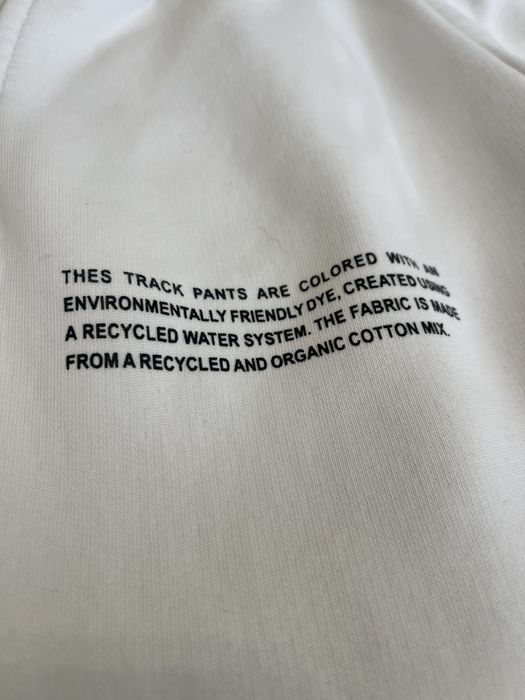 THES TRACK PANTS ARE COLORED WITH AN
ENVIRONMENTALLY FRIENDLY DYE, CREATED USING
A RECYCLED WATER SYSTEM. THE FABRIC IS MADE
FROM A RECYCLED AND ORGANIC COTTON MIX.